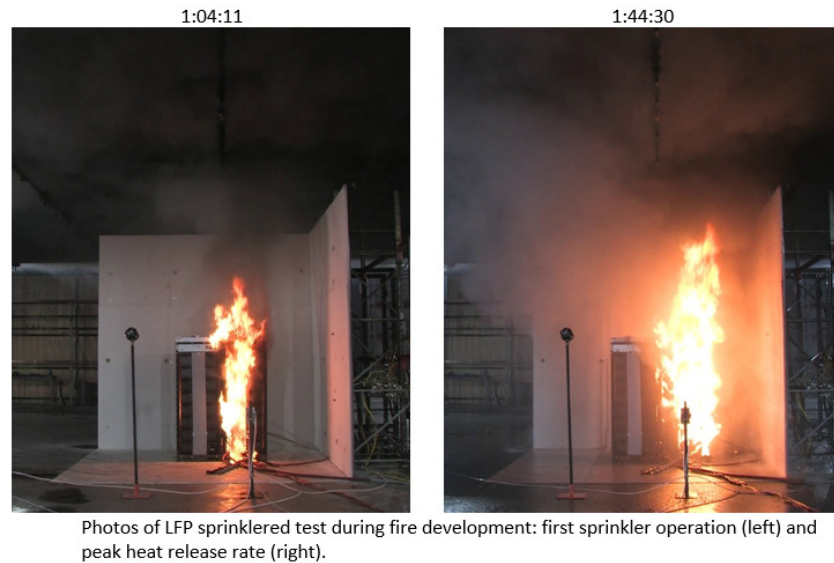 1:04:11
1:44:30
Photos of LFP sprinklered test during fire development: first sprinkler operation (left) and
peak heat release rate (right).